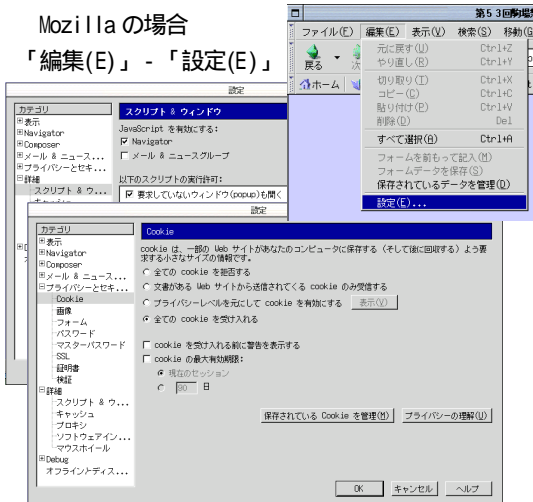 Mozillaの場合
「編集(E)」-「設定(E)」
第53回駒場祭
ファイル(F) 編集(E) 表示(V) 検索(S) 移動(G
戻る
ホーム
元に戻す(U) Ctrl+Z
やり直し(R) Ctrl+Y
切り取り(T) Ctrl+X
コピー(C) Ctrl+C
貼り付け(P) Ctrl+V
削除(D) Del
すべて選択(A) Ctrl+A
フォームを前もって記入(M)
フォームデータを保存(S)
保存されているデータを管理(D)
設定(E)...
設定
カテゴリ
表示
Navigator
Composer
メール & ニュース...
プライバシーとセキ...
詳細
スクリプト & ウ...
スクリプト & ウィンドウ
JavaScript を有効にする:
Navigator
メール & ニュースグループ
以下のスクリプトの実行許可:
要求していないウィンドウ(popup)も開く
設定
カテゴリ
表示
Navigator
Composer
メール & ニュース...
プライバシーとセキ...
Cookie
画像
フォーム
パスワード
マスターパスワード
SSL
証明書
検証
詳細
スクリプト & ウ...
キャッシュ
プロキシ
ソフトウェアイン...
マウスホイール
Debug
オフラインとディス...
Cookie
cookie は、一部の Web サイトがあなたのコンピュータに保存する (そして後に回収する) よう要
求する小さなサイズの情報です。
全ての cookie を拒否する
文書がある Web サイトから送信されてくる cookie のみ受信する
プライバシーレベルを元にして cookie を有効にする 表示(V)
全ての cookie を受け入れる
cookie を受け入れる前に警告を表示する
cookie の最大有効期限:
現在のセッション
90 日
保存されている Cookie を管理(M) プライバシーの理解(U)
OK キャンセル ヘルプ